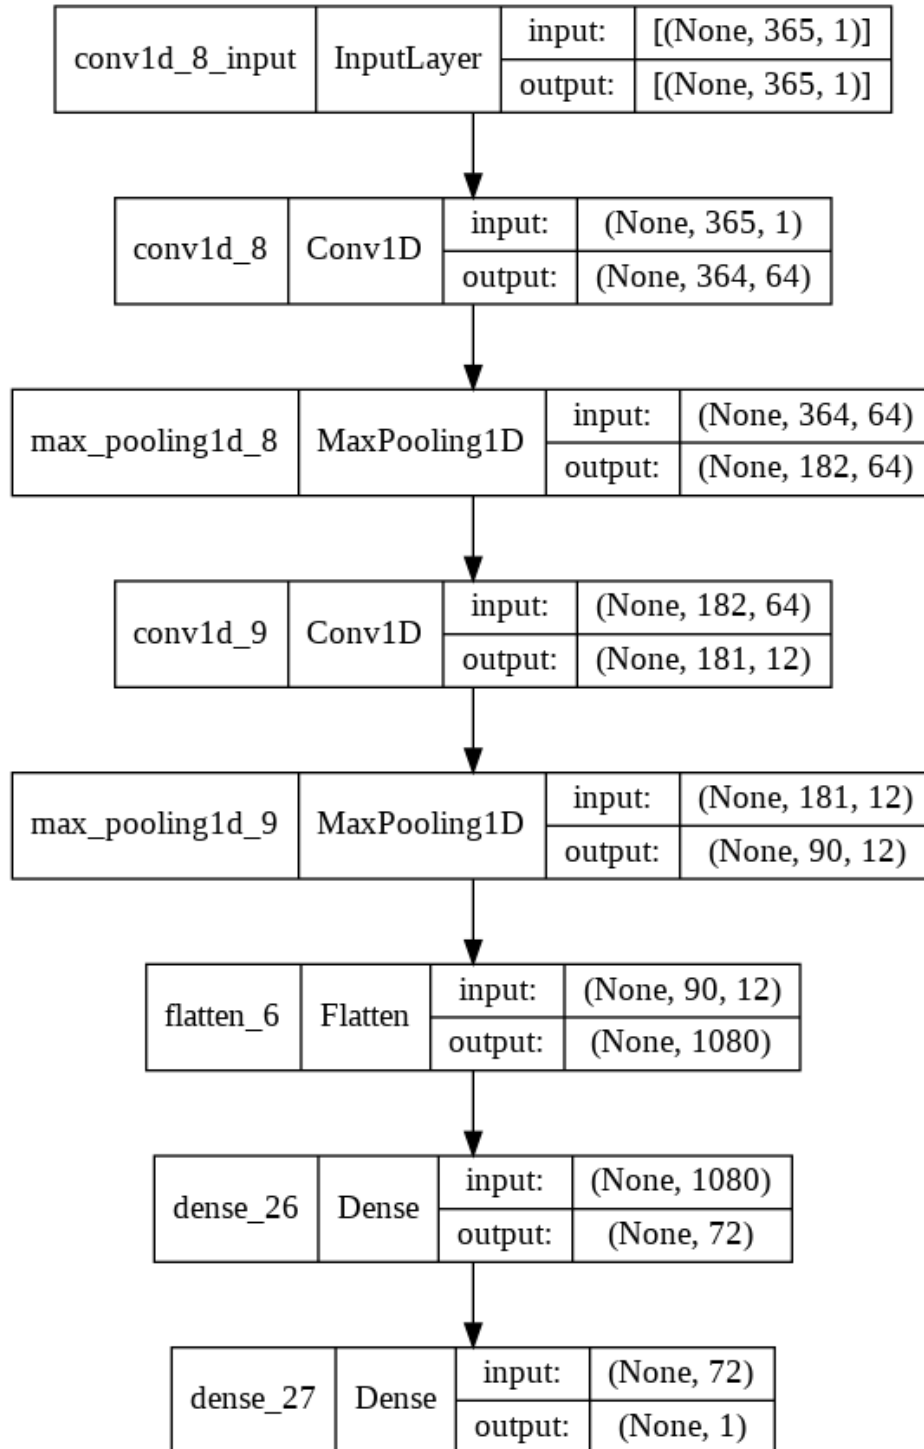 conv1d_8_input InputLayer input: [(None, 365, 1)]
output: [(None, 365, 1)]
conv1d_8 Conv1D input: (None, 365, 1)
output: (None, 364, 64)
max_pooling1d_8 MaxPooling1D input: (None, 364, 64)
output: (None, 182, 64)
conv1d_9 Conv1D input: (None, 182, 64)
output: (None, 181, 12)
max_pooling1d_9 MaxPooling1D input: (None, 181, 12)
output: (None, 90, 12)
flatten_6 Flatten input: (None, 90, 12)
output: (None, 1080)
dense_26 Dense input: (None, 1080)
output: (None, 72)
dense_27 Dense input: (None, 72)
output: (None, 1)